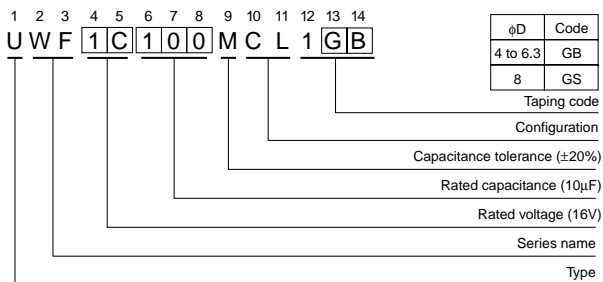 1 2 3 4 5 6 7 8 9 10 11 12 13 14
U W F 1 C 1 0 0 M C L 1 G B
φD Code
4 to 6.3 GB
8 GS
Taping code
Configuration
Capacitance tolerance (±20%)
Rated capacitance (10μF)
Rated voltage (16V)
Series name
Type